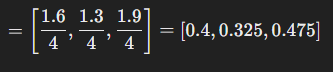 = [1.6/4, 1.3/4, 1.9/4] = [0.4, 0.325, 0.475]